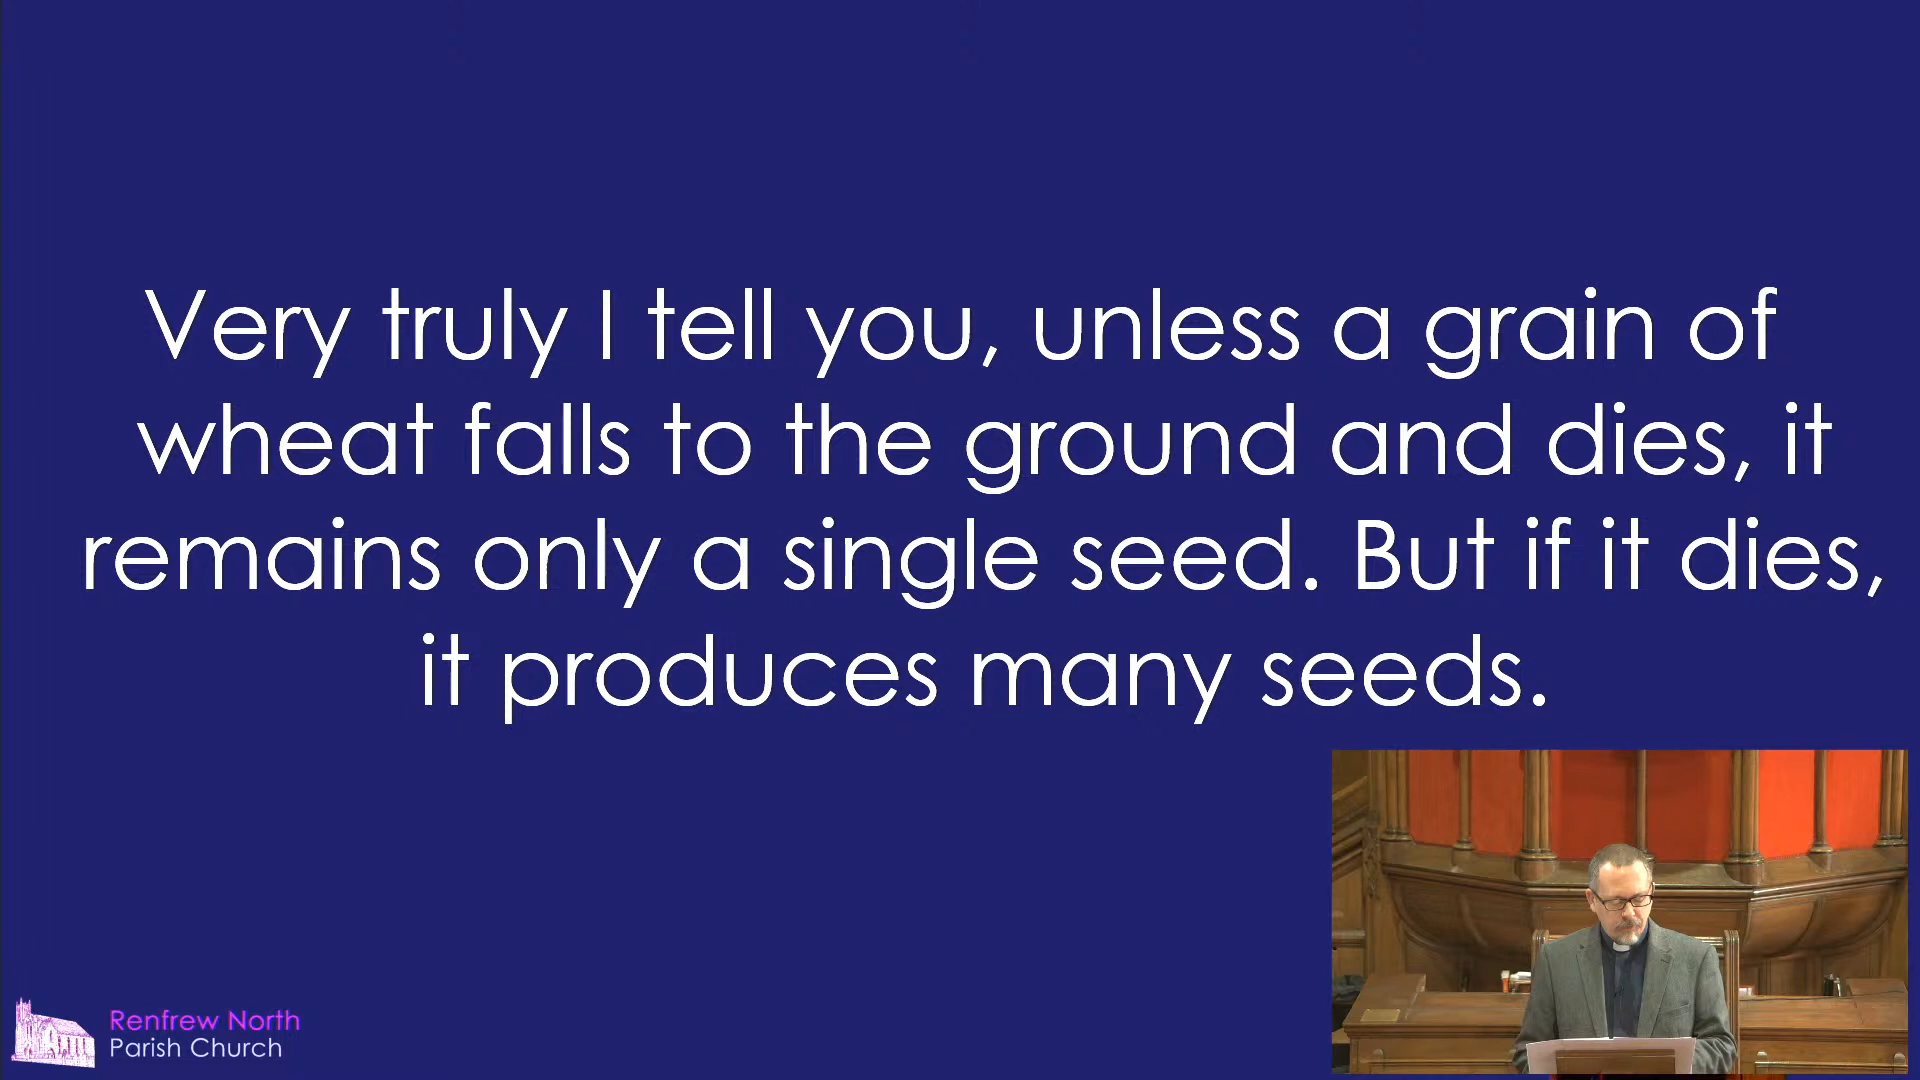 Very truly I tell you, unless a grain of
wheat falls to the ground and dies, it
remains only a single seed. But if it dies,
it produces many seeds.
Renfrew North
Parish Church